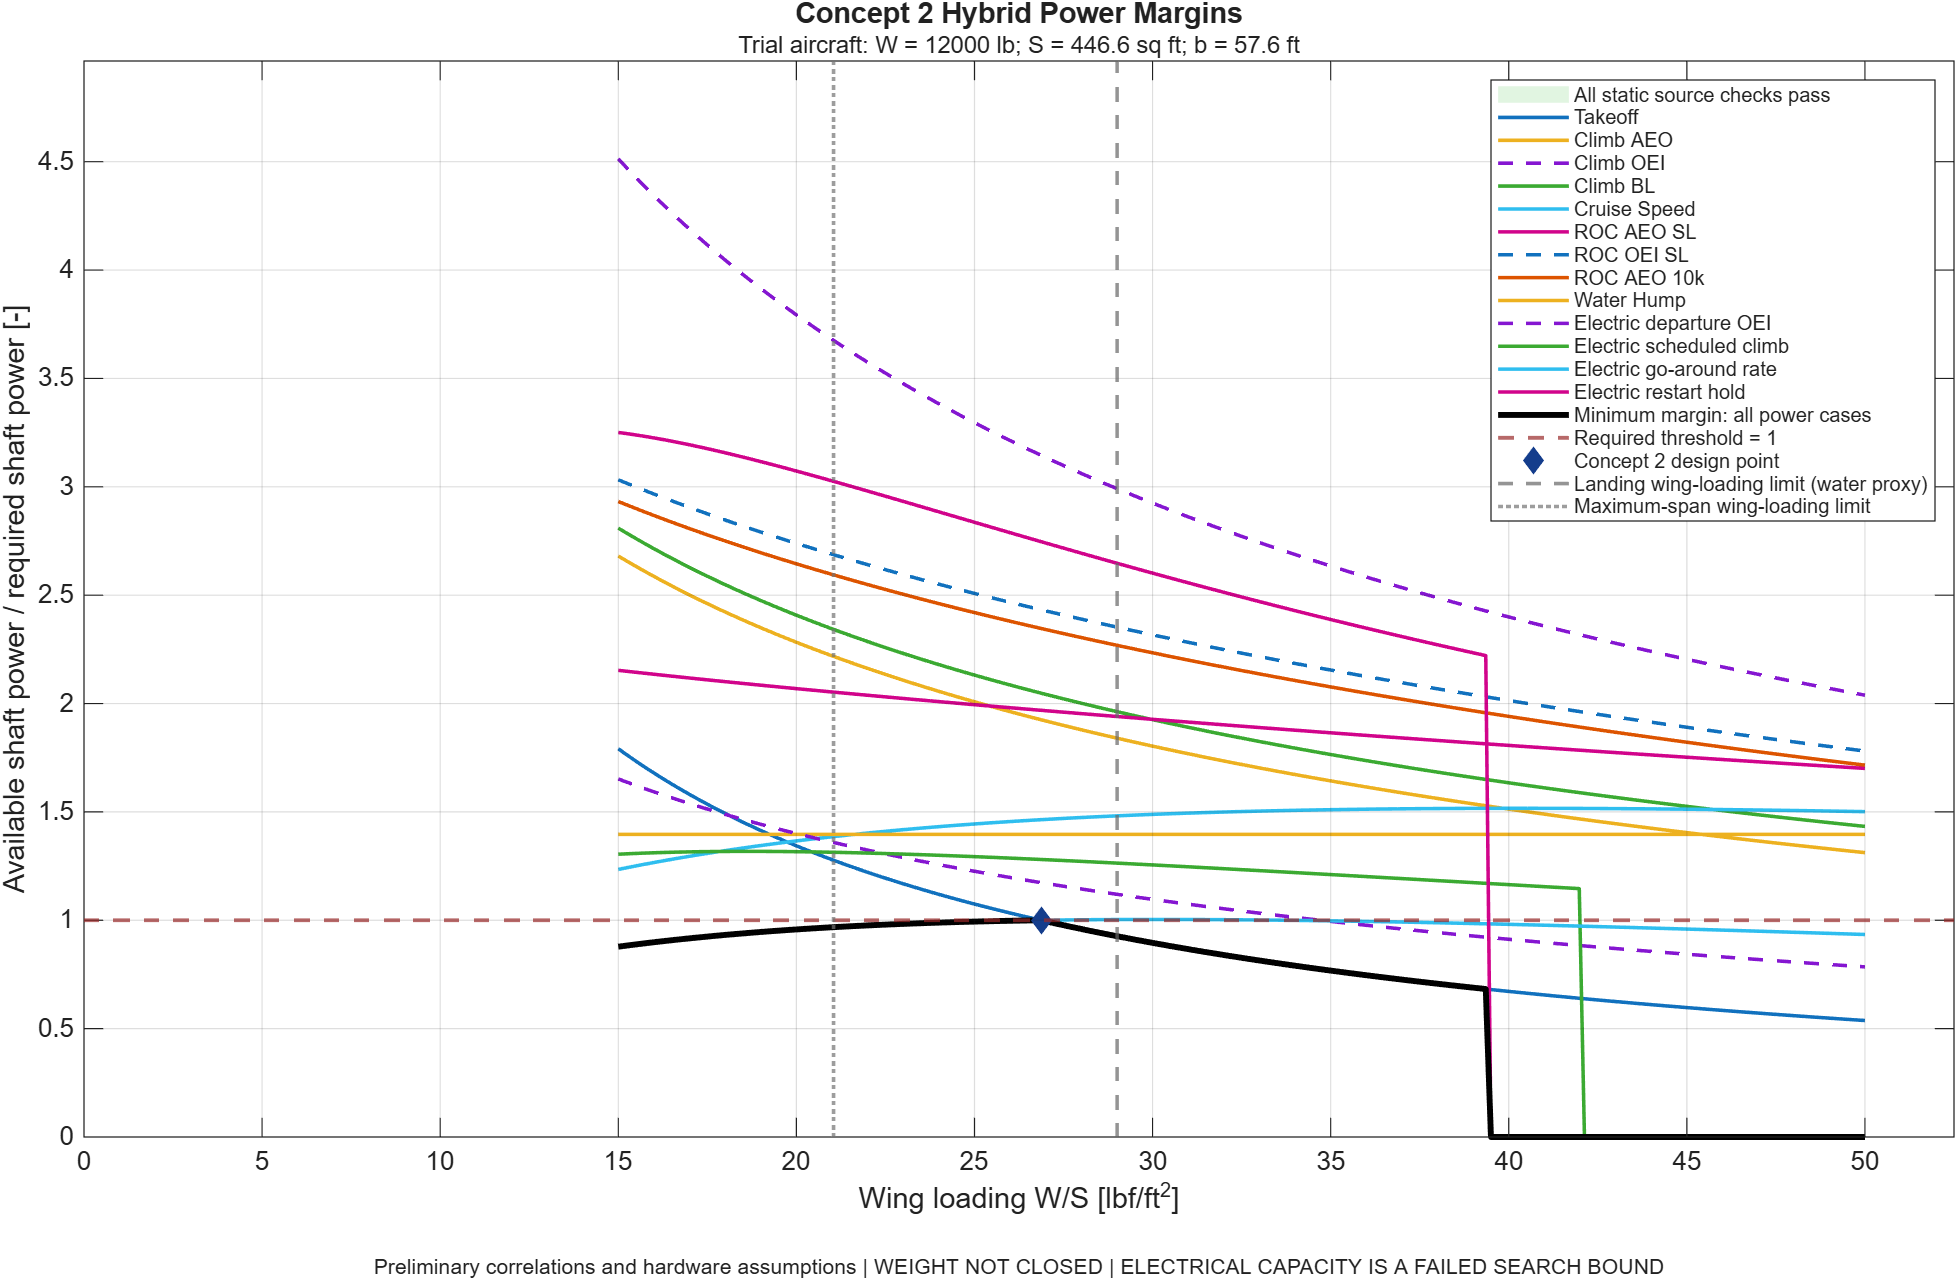 Concept 2 Hybrid Power Margins
Trial aircraft: W = 12000 lb; S = 446.6 sq ft; b = 57.6 ft
All static source checks pass
Takeoff
Climb AEO
Climb OEI
Climb BL
Cruise Speed
ROC AEO SL
ROC OEI SL
ROC AEO 10k
Water Hump
Electric departure OEI
Electric scheduled climb
Electric go-around rate
Electric restart hold
Minimum margin: all power cases
Required threshold = 1
Concept 2 design point
Landing wing-loading limit (water proxy)
Maximum-span wing-loading limit
Available shaft power / required shaft power [-]
4.5
4
3.5
3
2.5
2
1.5
1
0.5
0
0 5 10 15 20 25 30 35 40 45 50
Wing loading W/S [lbf/ft²]
Preliminary correlations and hardware assumptions | WEIGHT NOT CLOSED | ELECTRICAL CAPACITY IS A FAILED SEARCH BOUND